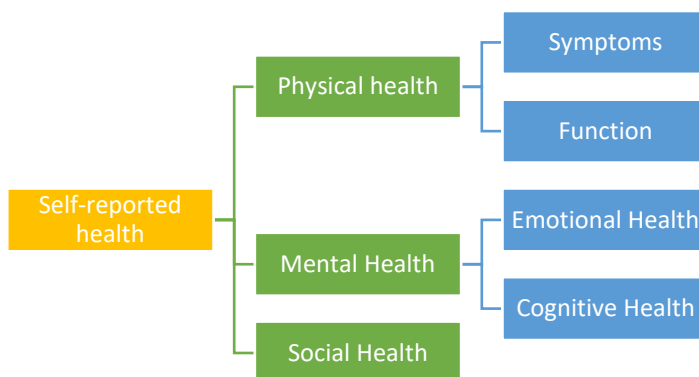 Symptoms
Physical health
Function
Self-reported
health
Emotional Health
Mental Health
Cognitive Health
Social Health